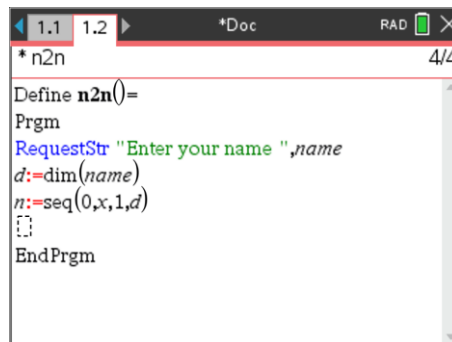 1.1 1.2 *Doc RAD
* n2n 4/4
Define n2n()=
Prgm
RequestStr "Enter your name ",name
d:=dim(name)
n:=seq(0,x,1,d)
EndPrgm